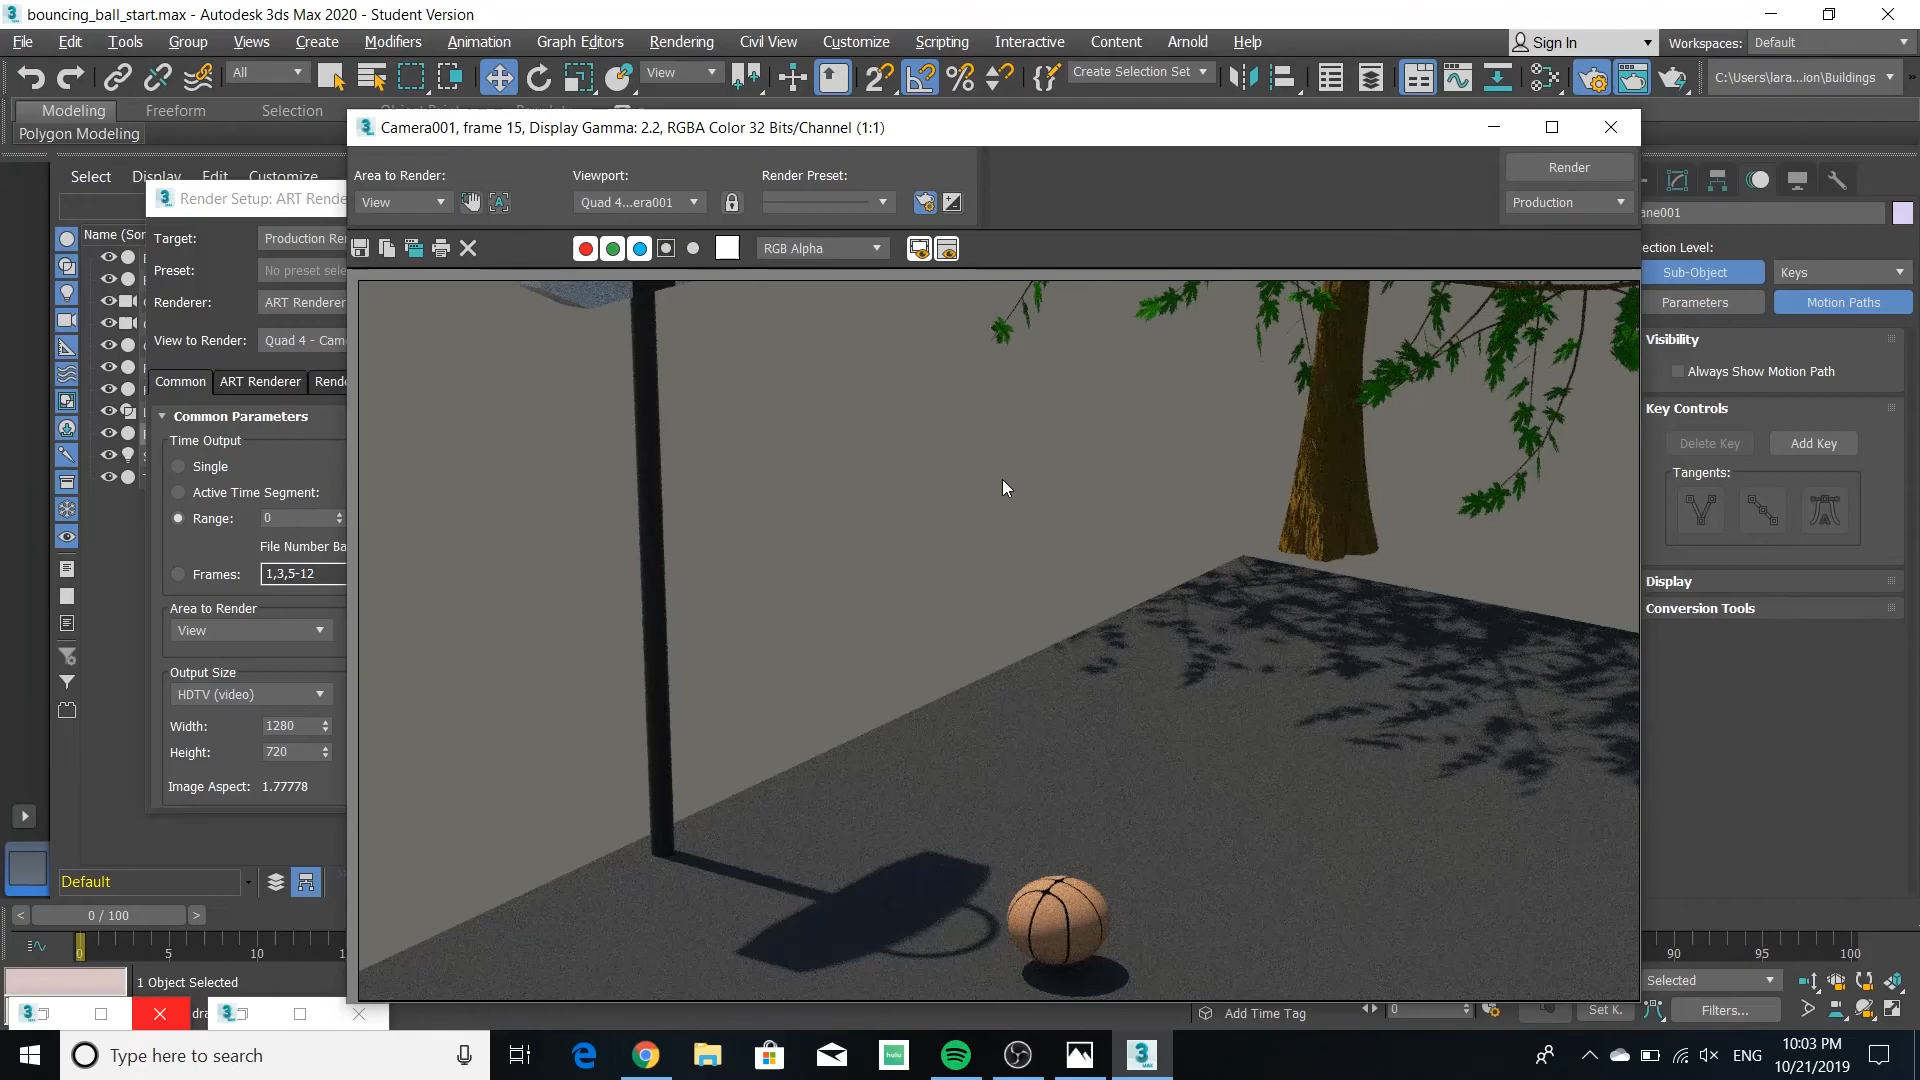 bouncing_ball_start.max - Autodesk 3ds Max 2020 - Student Version
File Edit Tools Group Views Create Modifiers Animation Graph Editors Rendering Civil View Customize Scripting Interactive Content Arnold Help
Sign In
Workspaces: Default
All
View
Create Selection Set
C:\Users\lara...ion\Buildings
Modeling Freeform Selection
Polygon Modeling
Camera001, frame 15, Display Gamma: 2.2, RGBA Color 32 Bits/Channel (1:1)
Select Display Edit Customize
Area to Render: Viewport: Render Preset:
View Quad 4...era001
Render
Production
RGB Alpha
Render Setup: ART Rende
Name (Sor
Target: Production Rer
Preset: No preset sele
Renderer: ART Renderer
View to Render: Quad 4 - Cam
Common ART Renderer Rende
Common Parameters
Time Output
Single
Active Time Segment:
Range: 0
File Number Ba
Frames: 1,3,5-12
Area to Render
View
Output Size
HDTV (video)
Width: 1280
Height: 720
Image Aspect: 1.77778
ane001
ection Level:
Sub-Object Keys
Parameters Motion Paths
Visibility
Always Show Motion Path
Key Controls
Delete Key Add Key
Tangents:
Display
Conversion Tools
Default
< 0 / 100 >
0 5 10 1
90 95 100
1 Object Selected
Selected
dra
Add Time Tag
0
Set K.
Filters...
Type here to search
hulu
ENG
10:03 PM
10/21/2019